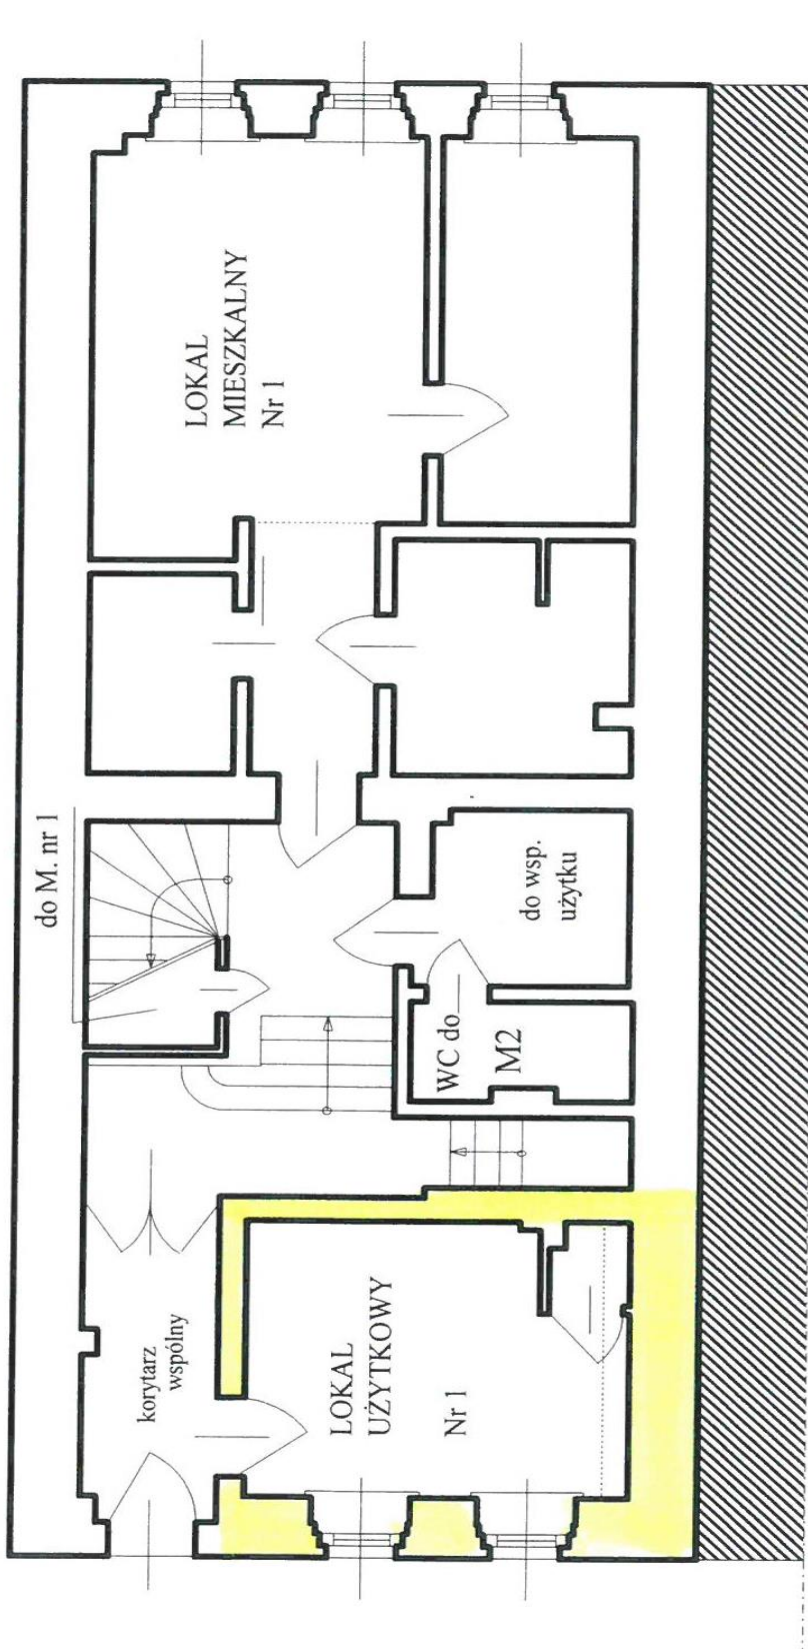 LOKAL
MIESZKALNY
Nr 1
do M. nr 1
do wsp.
użytku
WC do
M2
korytarz
wspólny
LOKAL
UŻYTKOWY
Nr 1